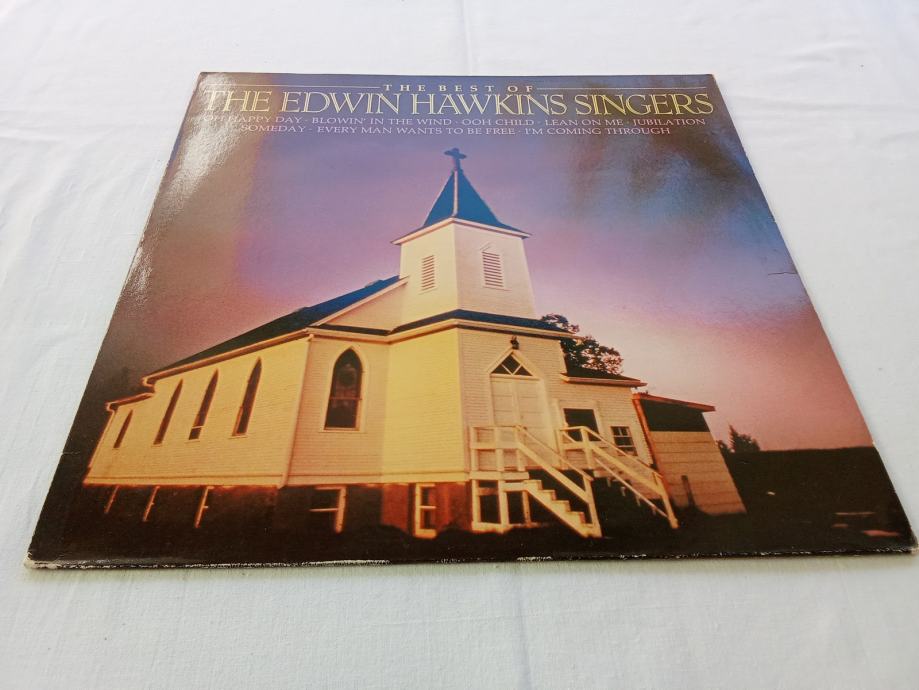 THE BEST OF
THE EDWIN HAWKINS SINGERS
OH HAPPY DAY · BLOWIN' IN THE WIND · OOH CHILD · LEAN ON ME · JUBILATION
SOMEDAY · EVERY MAN WANTS TO BE FREE · I'M COMING THROUGH